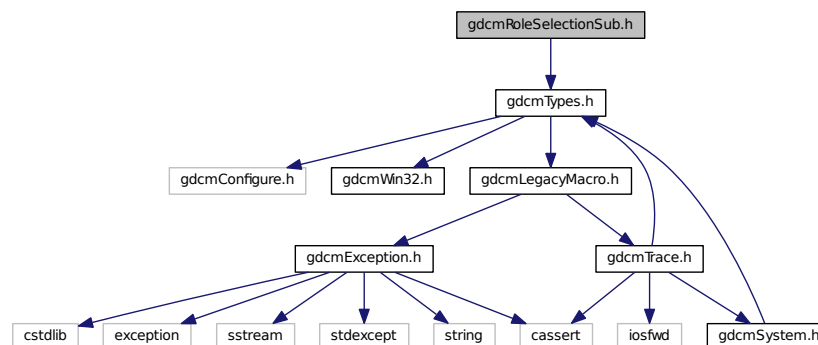 gdcmRoleSelectionSub.h
gdcmTypes.h
gdcmConfigure.h
gdcmWin32.h
gdcmLegacyMacro.h
gdcmException.h
gdcmTrace.h
cstdlib
exception
sstream
stdexcept
string
cassert
iosfwd
gdcmSystem.h